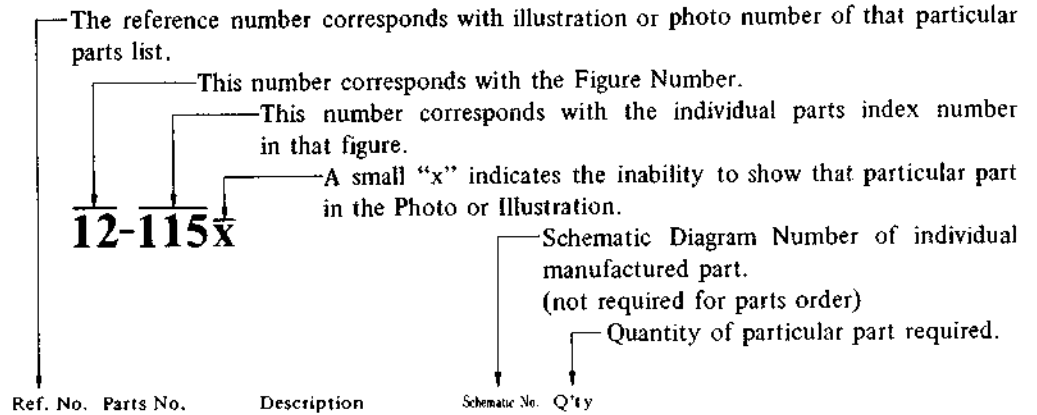 The reference number corresponds with illustration or photo number of that particular
parts list.
This number corresponds with the Figure Number.
This number corresponds with the individual parts index number
in that figure.
A small “x” indicates the inability to show that particular part
in the Photo or Illustration.
12-115x
Schematic Diagram Number of individual
manufactured part.
(not required for parts order)
Quantity of particular part required.
Ref. No. Parts No. Description Schematic No. Q'ty